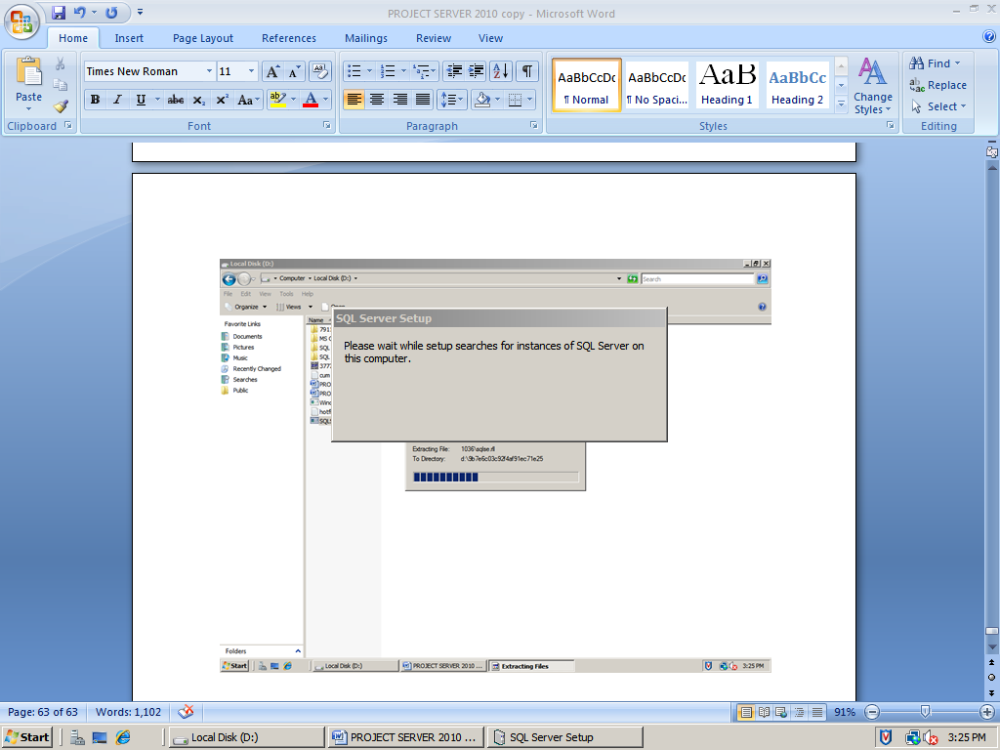 PROJECT SERVER 2010 copy - Microsoft Word
Home Insert Page Layout References Mailings Review View
Paste
Clipboard
Times New Roman 11
B I U abc X₂ X² Aa ab A
Font
Paragraph
AaBbCcDc AaBbCcDc AaB AaBbCc
¶ Normal ¶ No Spaci... Heading 1 Heading 2
Change Styles
Styles
Find
Replace
Select
Editing
Local Disk (D:)
Computer Local Disk (D:) Search
File Edit View Tools Help
Organize Views Open
Favorite Links
Documents
Pictures
Music
Recently Changed
Searches
Public
Name
MS
SQL
SQL
3777
cum
PRO
PRO
Wind
hotfi
SQLS
SQL Server Setup
Please wait while setup searches for instances of SQL Server on
this computer.
Extracting File: 1036\sqlse.rll
To Directory: d:\9b7e6c03c92f4af91ec71e25
Folders
Start Local Disk (D:) PROJECT SERVER 2010 ... Extracting Files 3:25 PM
Page: 63 of 63 Words: 1,102 91%
Start Local Disk (D:) PROJECT SERVER 2010 ... SQL Server Setup 3:25 PM